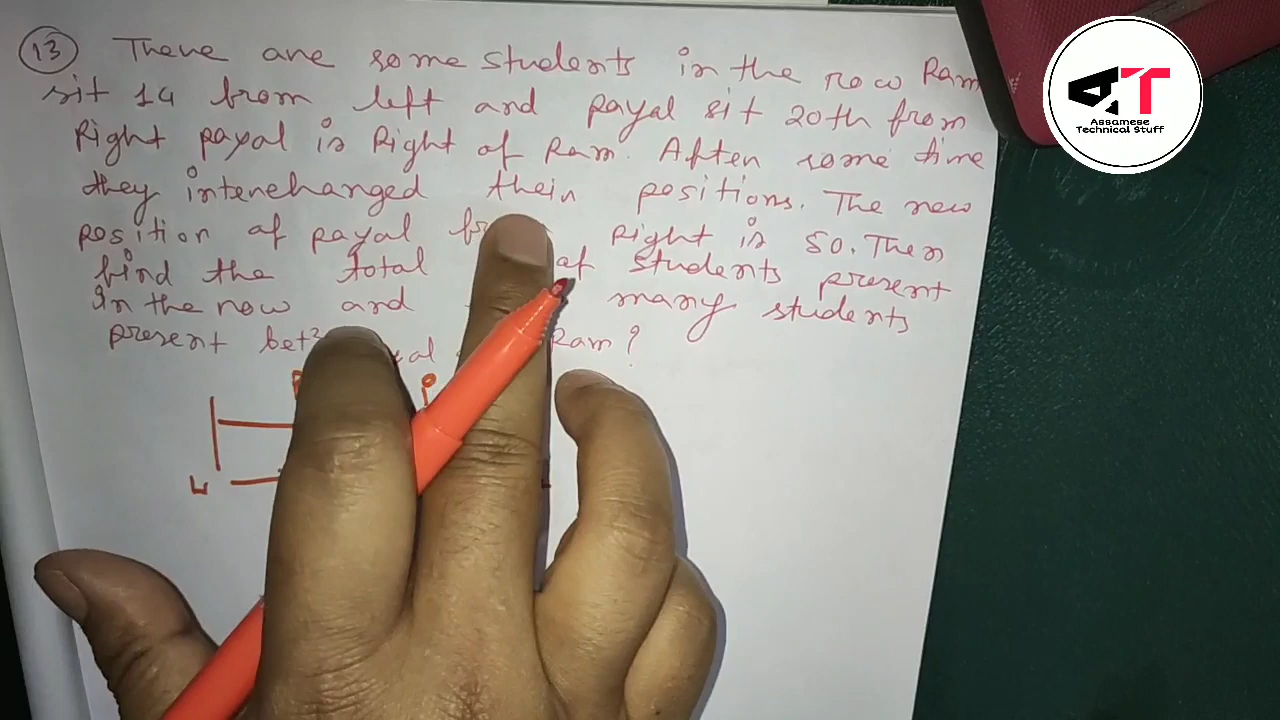 13 There are some students in the row Ram
sit 14 from left and payal sit 20th from
Right payal is Right of Ram. After some time
they interchanged their positions. The new
position of payal Right is 50. Then
find the total of students present
In the row and many students
present bet Ram?
L
AT
Assamese
Technical Stuff